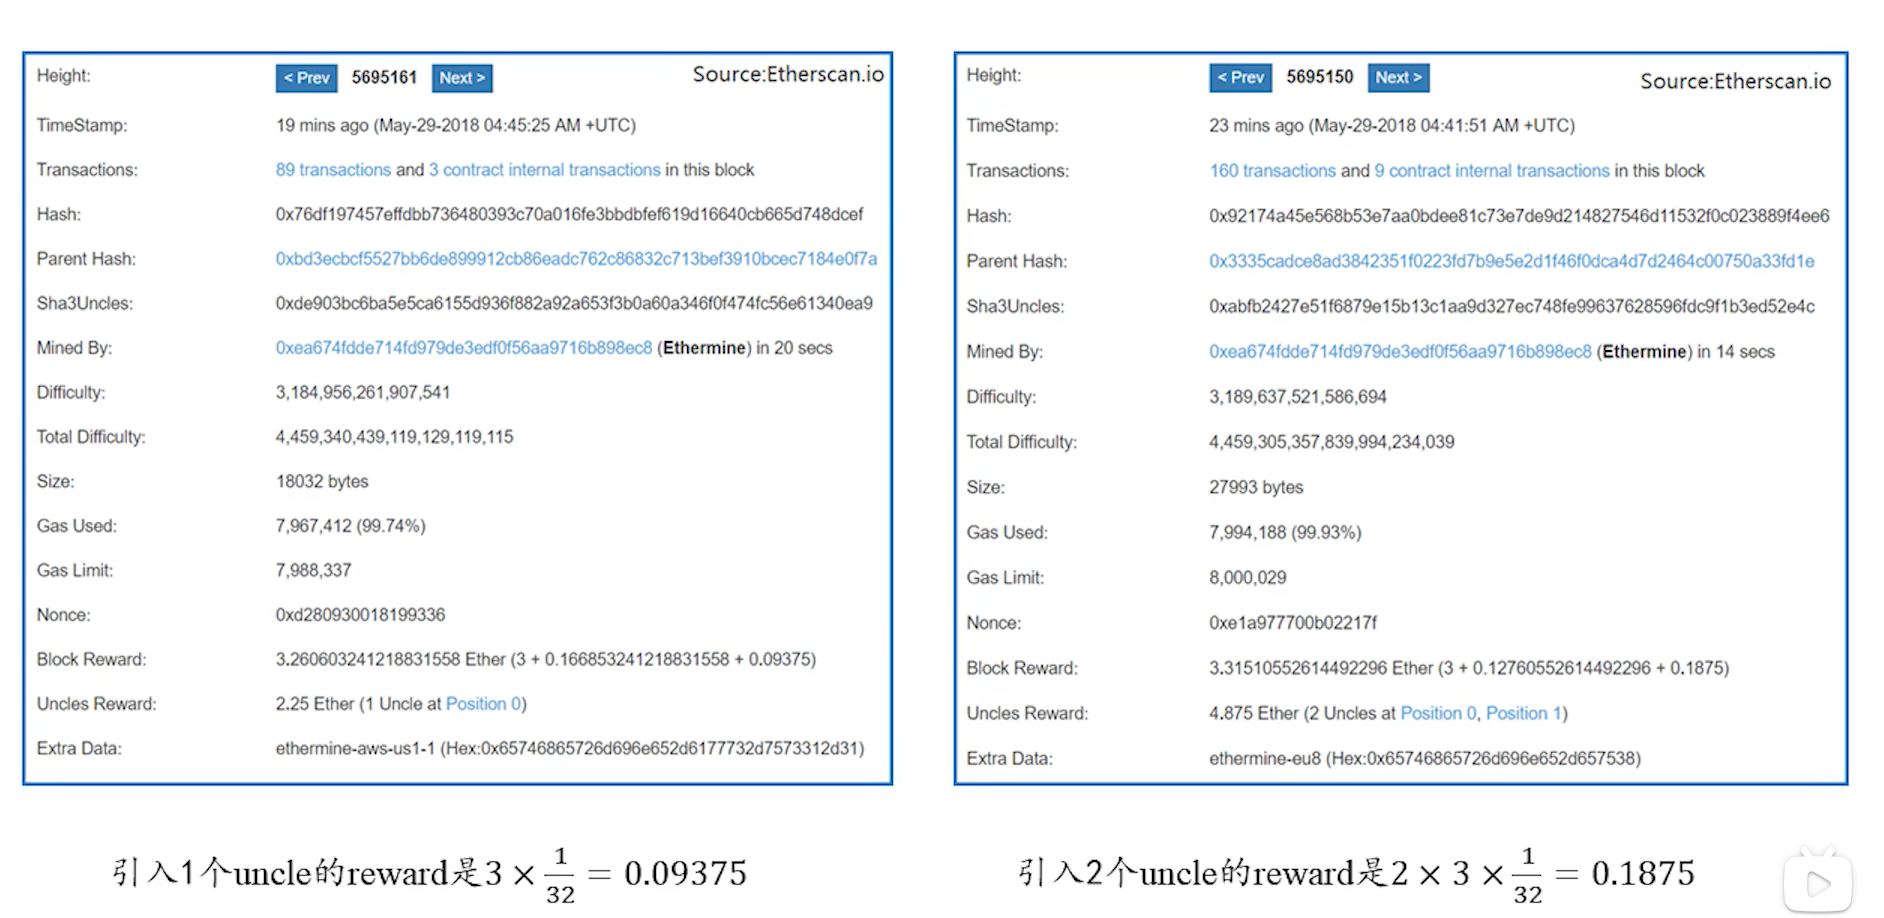 Height: < Prev 5695161 Next > Source:Etherscan.io
TimeStamp: 19 mins ago (May-29-2018 04:45:25 AM +UTC)
Transactions: 89 transactions and 3 contract internal transactions in this block
Hash: 0x76df197457effdbb736480393c70a016fe3bbdbfef619d16640cb665d748dcef
Parent Hash: 0xbd3ecbcf5527bb6de899912cb86eadc762c86832c713bef3910bcec7184e0f7a
Sha3Uncles: 0xde903bc6ba5e5ca6155d936f882a92a653f3b0a60a346f0f474fc56e61340ea9
Mined By: 0xea674fdde714fd979de3edf0f56aa9716b898ec8 (Ethermine) in 20 secs
Difficulty: 3,184,956,261,907,541
Total Difficulty: 4,459,340,439,119,129,119,115
Size: 18032 bytes
Gas Used: 7,967,412 (99.74%)
Gas Limit: 7,988,337
Nonce: 0xd280930018199336
Block Reward: 3.260603241218831558 Ether (3 + 0.166853241218831558 + 0.09375)
Uncles Reward: 2.25 Ether (1 Uncle at Position 0)
Extra Data: ethermine-aws-us1-1 (Hex:0x65746865726d696e652d6177732d7573312d31)
引入1个uncle的reward是3 × 1/32 = 0.09375
Height: < Prev 5695150 Next > Source:Etherscan.io
TimeStamp: 23 mins ago (May-29-2018 04:41:51 AM +UTC)
Transactions: 160 transactions and 9 contract internal transactions in this block
Hash: 0x92174a45e568b53e7aa0bdee81c73e7de9d214827546d11532f0c023889f4ee6
Parent Hash: 0x3335cadce8ad3842351f0223fd7b9e5e2d1f46f0dca4d7d2464c00750a33fd1e
Sha3Uncles: 0xabfb2427e51f6879e15b13c1aa9d327ec748fe99637628596fdc9f1b3ed52e4c
Mined By: 0xea674fdde714fd979de3edf0f56aa9716b898ec8 (Ethermine) in 14 secs
Difficulty: 3,189,637,521,586,694
Total Difficulty: 4,459,305,357,839,994,234,039
Size: 27993 bytes
Gas Used: 7,994,188 (99.93%)
Gas Limit: 8,000,029
Nonce: 0xe1a977700b02217f
Block Reward: 3.31510552614492296 Ether (3 + 0.12760552614492296 + 0.1875)
Uncles Reward: 4.875 Ether (2 Uncles at Position 0, Position 1)
Extra Data: ethermine-eu8 (Hex:0x65746865726d696e652d657538)
引入2个uncle的reward是2 × 3 × 1/32 = 0.1875